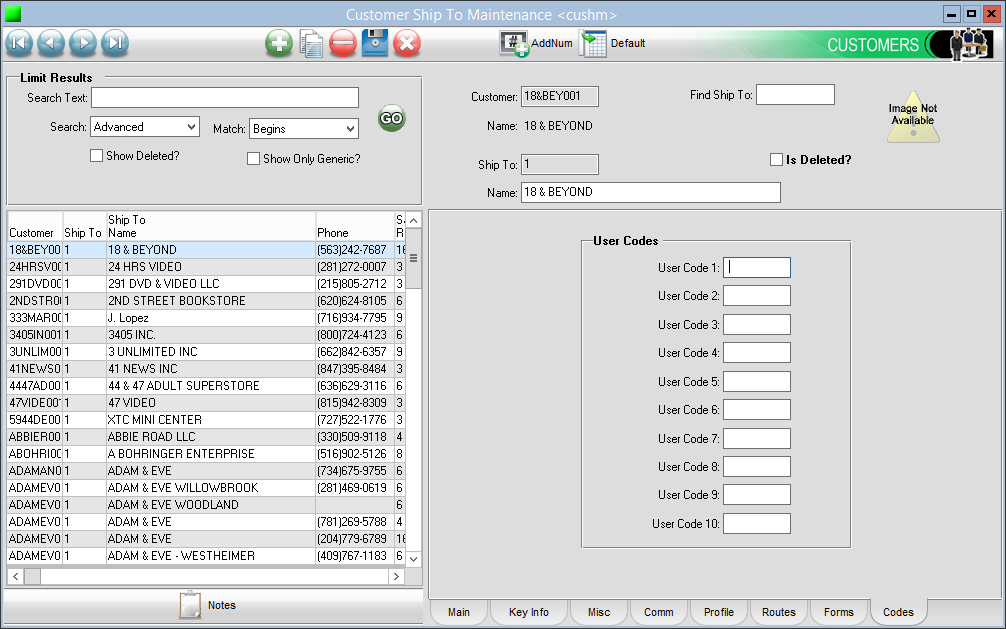 Customer Ship To Maintenance <cushm>
AddNum Default CUSTOMERS
Limit Results
Search Text:
Search: Advanced Match: Begins GO
Show Deleted? Show Only Generic?
Customer: 18&BEY001 Find Ship To:
Name: 18 & BEYOND
Image Not
Available
Ship To: 1 Is Deleted?
Name: 18 & BEYOND
Customer Ship To Ship To Name Phone
18&BEY00 1 18 & BEYOND (563)242-7687 16
24HRSV00 1 24 HRS VIDEO (281)272-0007 3
291DVD00 1 291 DVD & VIDEO LLC (215)805-2712 3
2NDSTR01 1 2ND STREET BOOKSTORE (620)624-8105 6
333MAR00 1 J. Lopez (716)934-7795 9
3405IN001 1 3405 INC. (800)724-4123 6
3UNLIM00 1 3 UNLIMITED INC (662)842-6357 9
41NEWS0 1 41 NEWS INC (847)395-8484 3
4447AD00 1 44 & 47 ADULT SUPERSTORE (636)629-3116 6
47VIDE00 1 47 VIDEO (815)942-8309 3
5944DE00 1 XTC MINI CENTER (727)522-1776 3
ABBIER00 1 ABBIE ROAD LLC (330)509-9118 4
ABOHRI00 1 A BOHRINGER ENTERPRISE (516)902-5126 8
ADAMAN0 1 ADAM & EVE (734)675-9755 6
ADAMEV0 1 ADAM & EVE WILLOWBROOK (281)469-0619 6
ADAMEV0 1 ADAM & EVE WOODLAND 6
ADAMEV0 1 ADAM & EVE (781)269-5788 4
ADAMEV0 1 ADAM & EVE (204)779-6789 16
ADAMEV0 1 ADAM & EVE - WESTHEIMER (409)767-1183 6
Notes
User Codes
User Code 1:
User Code 2:
User Code 3:
User Code 4:
User Code 5:
User Code 6:
User Code 7:
User Code 8:
User Code 9:
User Code 10:
Main Key Info Misc Comm Profile Routes Forms Codes